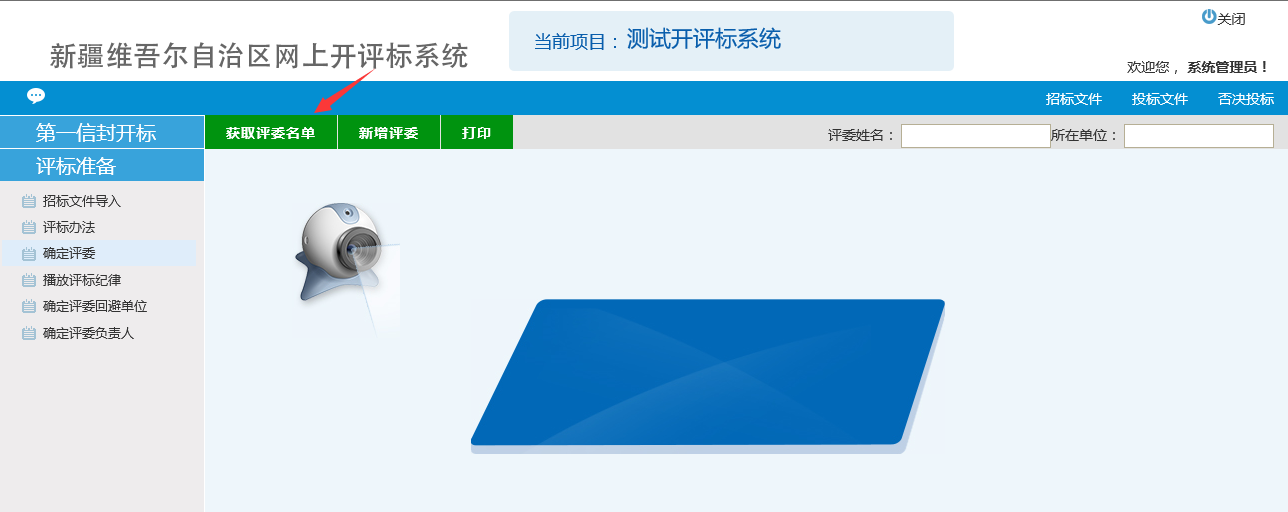 关闭
新疆维吾尔自治区网上开评标系统
当前项目：测试开评标系统
欢迎您，系统管理员！
招标文件 投标文件 否决投标
第一信封开标
获取评委名单 新增评委 打印 评委姓名： 所在单位：
评标准备
招标文件导入
评标办法
确定评委
播放评标纪律
确定评委回避单位
确定评委负责人